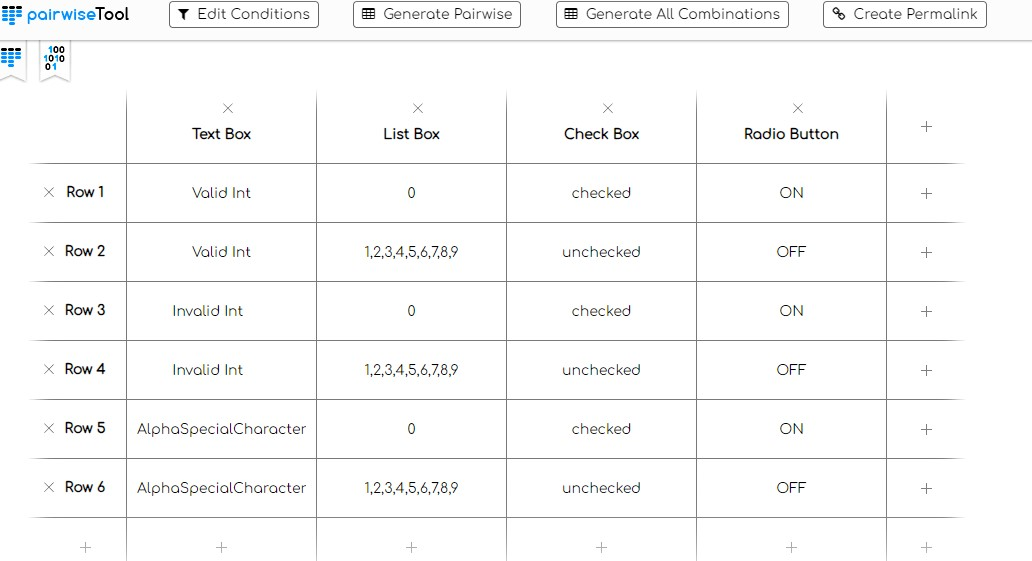 pairwiseTool Edit Conditions Generate Pairwise Generate All Combinations Create Permalink
100
1010
01
Text Box List Box Check Box Radio Button
Row 1 Valid Int 0 checked ON
Row 2 Valid Int 1,2,3,4,5,6,7,8,9 unchecked OFF
Row 3 Invalid Int 0 checked ON
Row 4 Invalid Int 1,2,3,4,5,6,7,8,9 unchecked OFF
Row 5 AlphaSpecialCharacter 0 checked ON
Row 6 AlphaSpecialCharacter 1,2,3,4,5,6,7,8,9 unchecked OFF